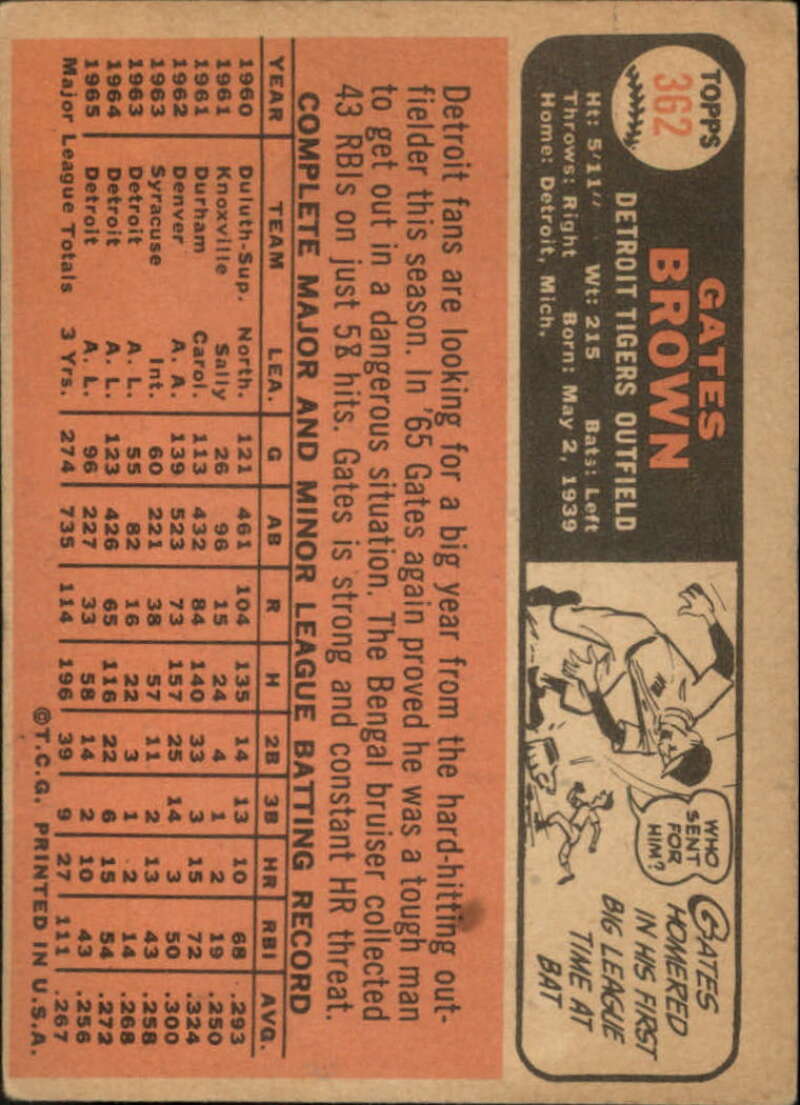 TOPPS
362
GATES
BROWN
DETROIT TIGERS OUTFIELD
Ht: 5'11" Wt: 215 Bats: Left
Throws: Right Born: May 2, 1939
Home: Detroit, Mich.
WHO
SENT
FOR
HIM?
GATES
HOMERED
IN HIS FIRST
BIG LEAGUE
TIME AT
BAT
Detroit fans are looking for a big year from the hard-hitting out-
fielder this season. In '65 Gates again proved he was a tough man
to get out in a dangerous situation. The Bengal bruiser collected
43 RBIs on just 58 hits. Gates is strong and constant HR threat.
COMPLETE MAJOR AND MINOR LEAGUE BATTING RECORD
YEAR TEAM LEA. G AB R H 2B 3B HR RBI AVG.
1960 Duluth-Sup. North. 121 461 104 135 14 13 10 68 .293
1961 Knoxville Sally 26 96 15 24 4 1 2 19 .250
1961 Durham Carol. 113 432 84 140 33 3 15 72 .324
1962 Denver A. A. 139 523 73 157 25 14 3 50 .300
1963 Syracuse Int. 60 221 38 57 11 2 13 43 .258
1963 Detroit A. L. 55 82 16 22 3 1 2 14 .268
1964 Detroit A. L. 123 426 65 116 22 6 15 54 .272
1965 Detroit A. L. 96 227 33 58 14 2 10 43 .256
Major League Totals 3 Yrs. 274 735 114 196 39 9 27 111 .267
©T.C.G. PRINTED IN U.S.A.